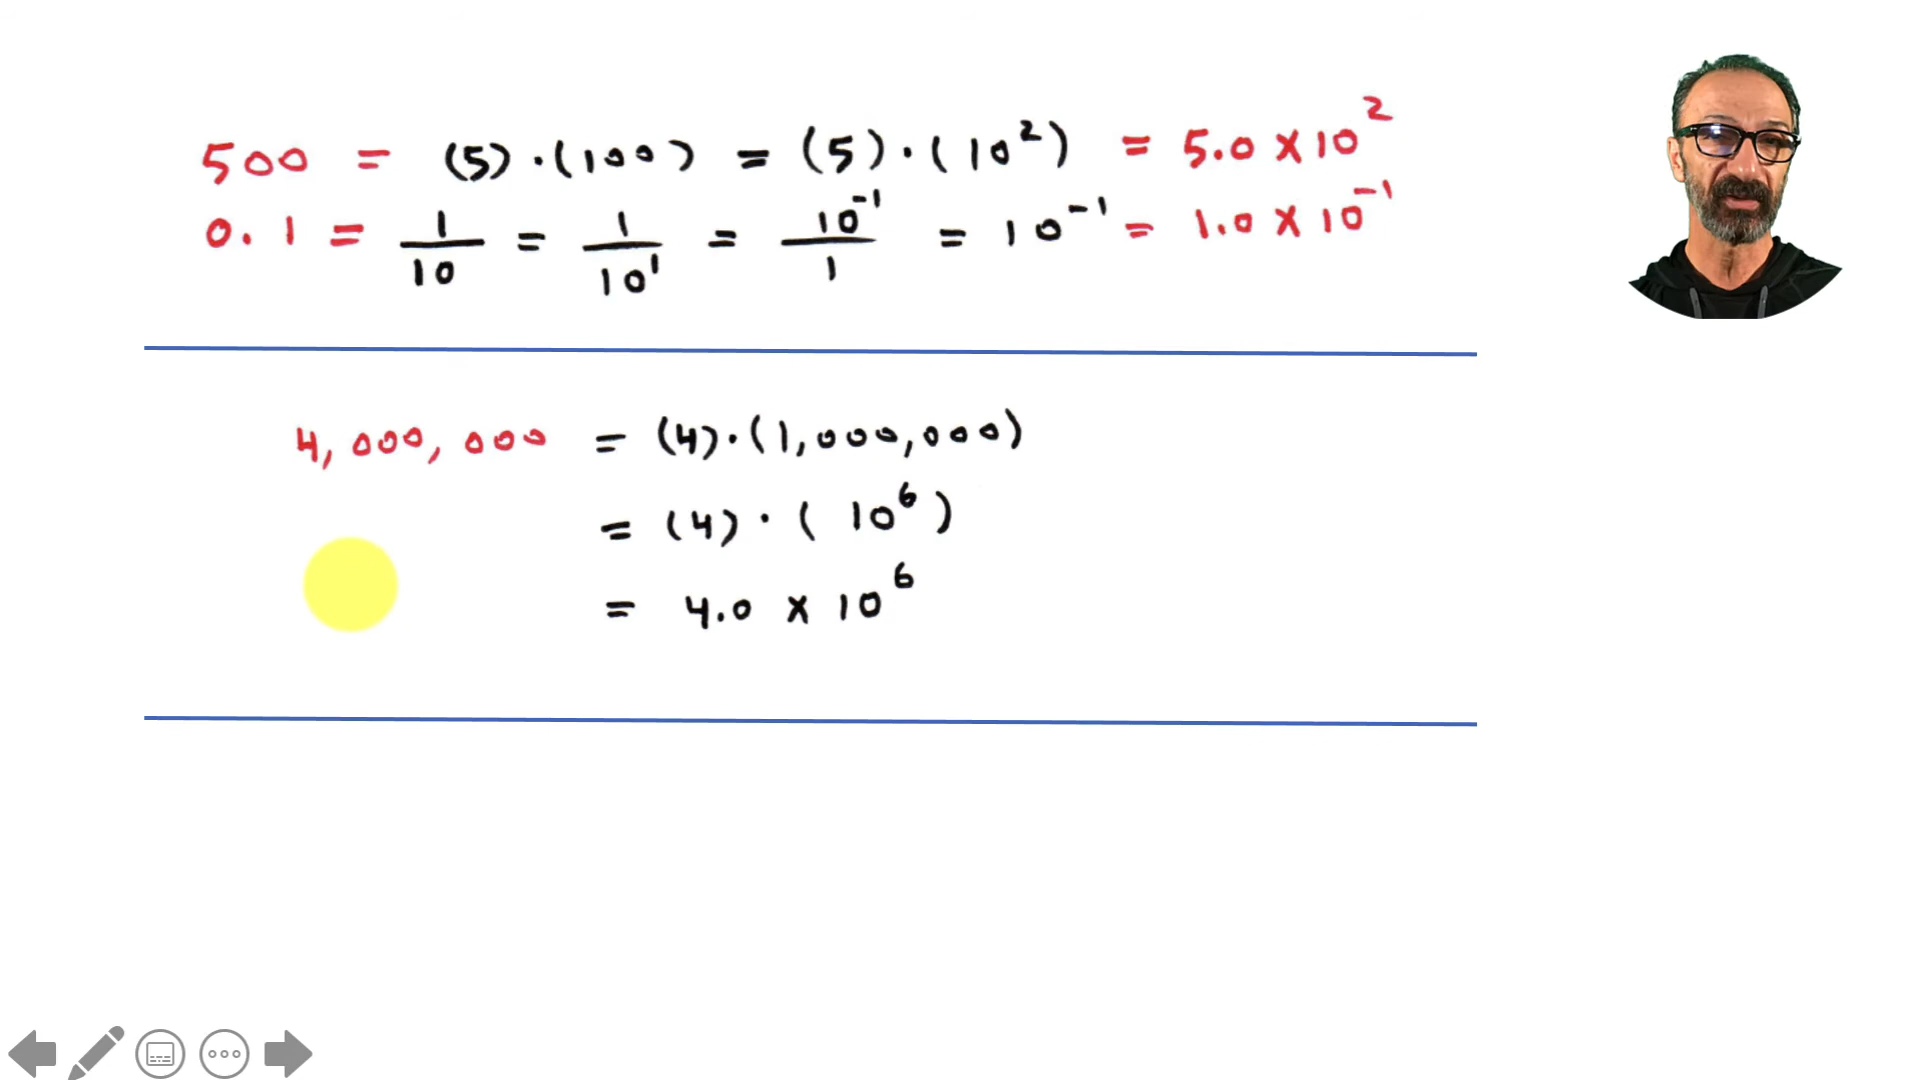 500 = (5)·(100) = (5)·(10²) = 5.0 × 10²
0.1 = 1/10 = 1/10¹ = 10⁻¹/1 = 10⁻¹ = 1.0 × 10⁻¹
4,000,000 = (4)·(1,000,000)
= (4)·(10⁶)
= 4.0 × 10⁶